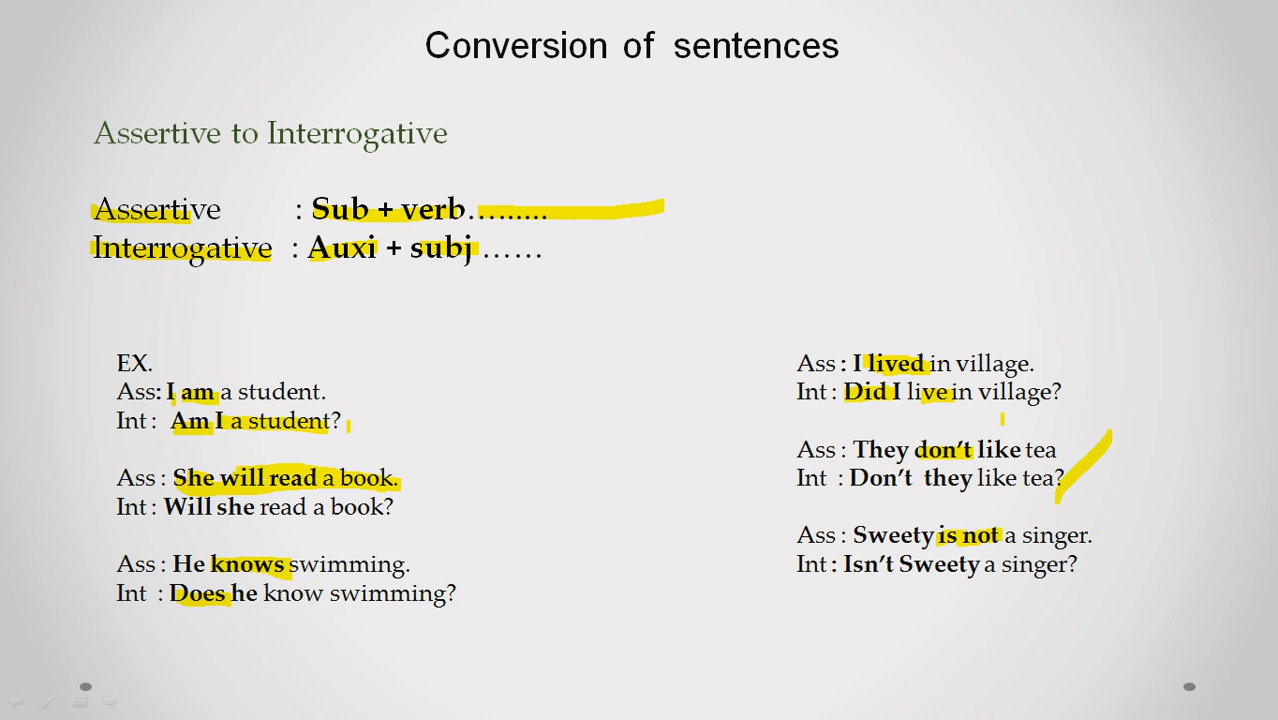 Conversion of sentences
Assertive to Interrogative
Assertive : Sub + verb….......
Interrogative : Auxi + subj ……
EX.
Ass: I am a student.
Int : Am I a student?
Ass : She will read a book.
Int : Will she read a book?
Ass : He knows swimming.
Int : Does he know swimming?
Ass : I lived in village.
Int : Did I live in village?
Ass : They don’t like tea
Int : Don’t they like tea?
Ass : Sweety is not a singer.
Int : Isn’t Sweety a singer?